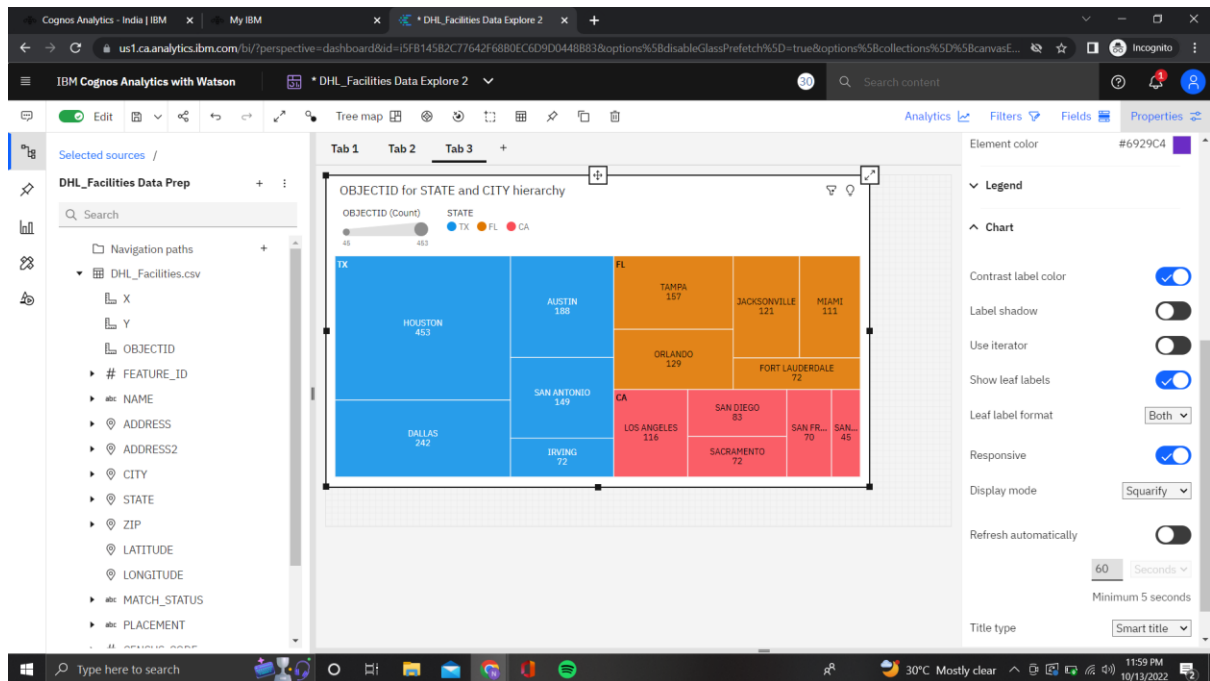 Cognos Analytics - India | IBM
My IBM
* DHL_Facilities Data Explore 2
us1.ca.analytics.ibm.com/bi/?perspective=dashboard&id=i5FB145B2C77642F68B0EC6D9D0448B83&options%5BdisableGlassPrefetch%5D=true&options%5Bcollections%5D%5BcanvasE...
Incognito
IBM Cognos Analytics with Watson
* DHL_Facilities Data Explore 2
30
Search content
Edit
Tree map
Analytics
Filters
Fields
Properties
Selected sources /
DHL_Facilities Data Prep
Search
Navigation paths
DHL_Facilities.csv
X
Y
OBJECTID
# FEATURE_ID
abc NAME
ADDRESS
ADDRESS2
CITY
STATE
ZIP
LATITUDE
LONGITUDE
abc MATCH_STATUS
abc PLACEMENT
Tab 1
Tab 2
Tab 3
OBJECTID for STATE and CITY hierarchy
OBJECTID (Count)
45
453
STATE
TX
FL
CA
TX
HOUSTON
453
DALLAS
242
AUSTIN
188
SAN ANTONIO
149
IRVING
72
FL
TAMPA
157
ORLANDO
129
JACKSONVILLE
121
MIAMI
111
FORT LAUDERDALE
72
CA
LOS ANGELES
116
SAN DIEGO
83
SACRAMENTO
72
SAN FR...
70
SAN...
45
Element color
#6929C4
Legend
Chart
Contrast label color
Label shadow
Use iterator
Show leaf labels
Leaf label format
Both
Responsive
Display mode
Squarify
Refresh automatically
60
Seconds
Minimum 5 seconds
Title type
Smart title
Type here to search
30°C Mostly clear
11:59 PM
10/13/2022